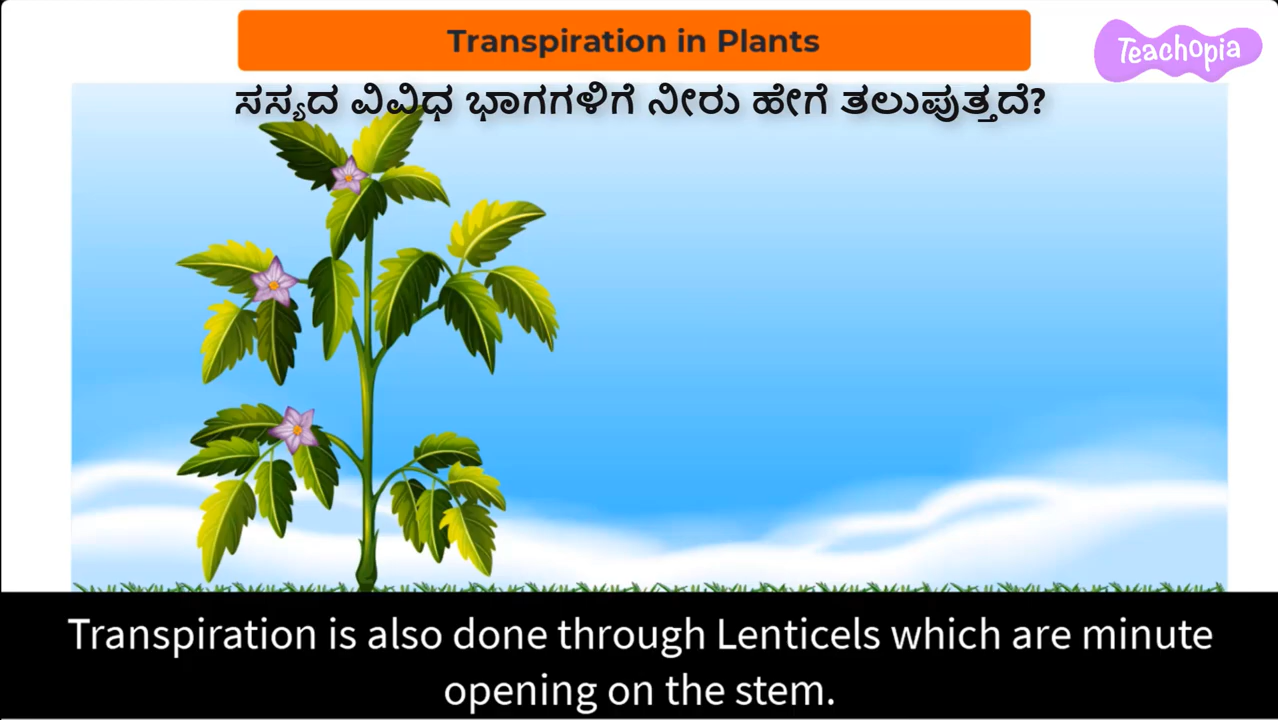 Transpiration in Plants
Teachopia
ಸಸ್ಯದ ವಿವಿಧ ಭಾಗಗಳಿಗೆ ನೀರು ಹೇಗೆ ತಲುಪುತ್ತದೆ?
Transpiration is also done through Lenticels which are minute
opening on the stem.